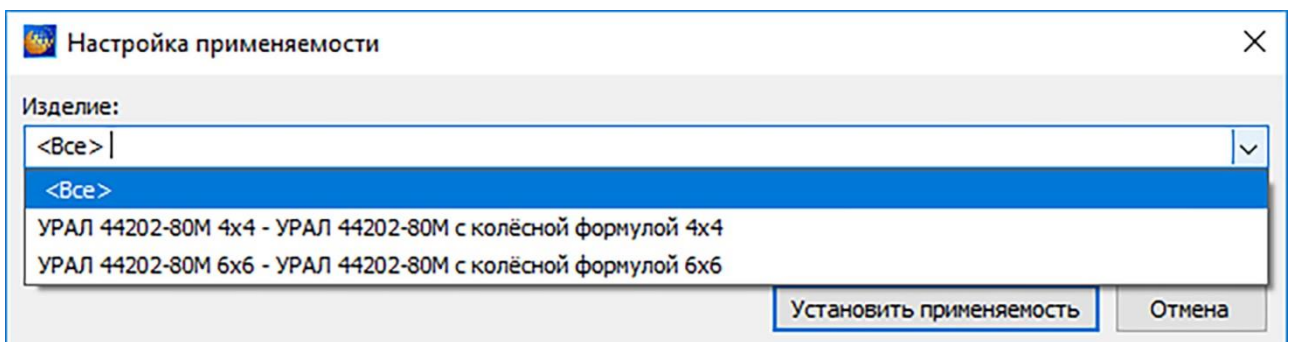 Настройка применяемости
Изделие:
<Все>
<Все>
УРАЛ 44202-80М 4х4 - УРАЛ 44202-80М с колёсной формулой 4х4
УРАЛ 44202-80М 6х6 - УРАЛ 44202-80М с колёсной формулой 6х6
Установить применяемость Отмена